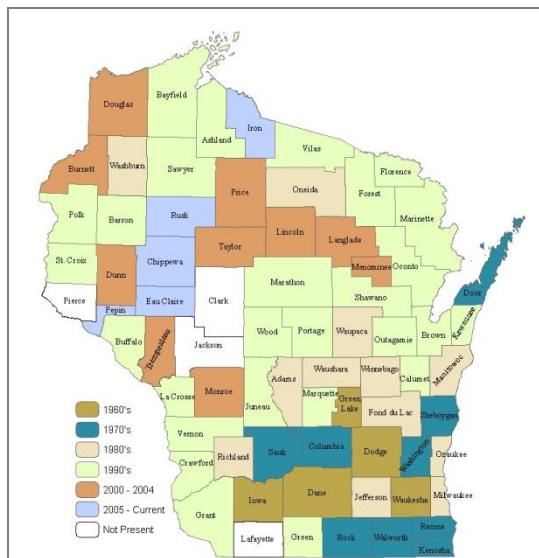 Douglas
Bayfield
Ashland
Iron
Vilas
Burnett
Washburn
Sawyer
Price
Oneida
Florence
Forest
Marinette
Polk
Barron
Rusk
Lincoln
Langlade
Taylor
Menominee
Oconto
St. Croix
Dunn
Chippewa
Marathon
Shawano
Door
Pierce
Pepin
Eau Claire
Clark
Kewaunee
Buffalo
Trempealeau
Jackson
Wood
Portage
Waupaca
Outagamie
Brown
Manitowoc
La Crosse
Monroe
Juneau
Adams
Waushara
Winnebago
Calumet
Marquette
Green
Lake
Fond du Lac
Sheboygan
Vernon
Crawford
Richland
Sauk
Columbia
Dodge
Washington
Ozaukee
Grant
Iowa
Dane
Jefferson
Waukesha
Milwaukee
Lafayette
Green
Rock
Walworth
Racine
Kenosha
1960's
1970's
1980's
1990's
2000 - 2004
2005 - Current
Not Present